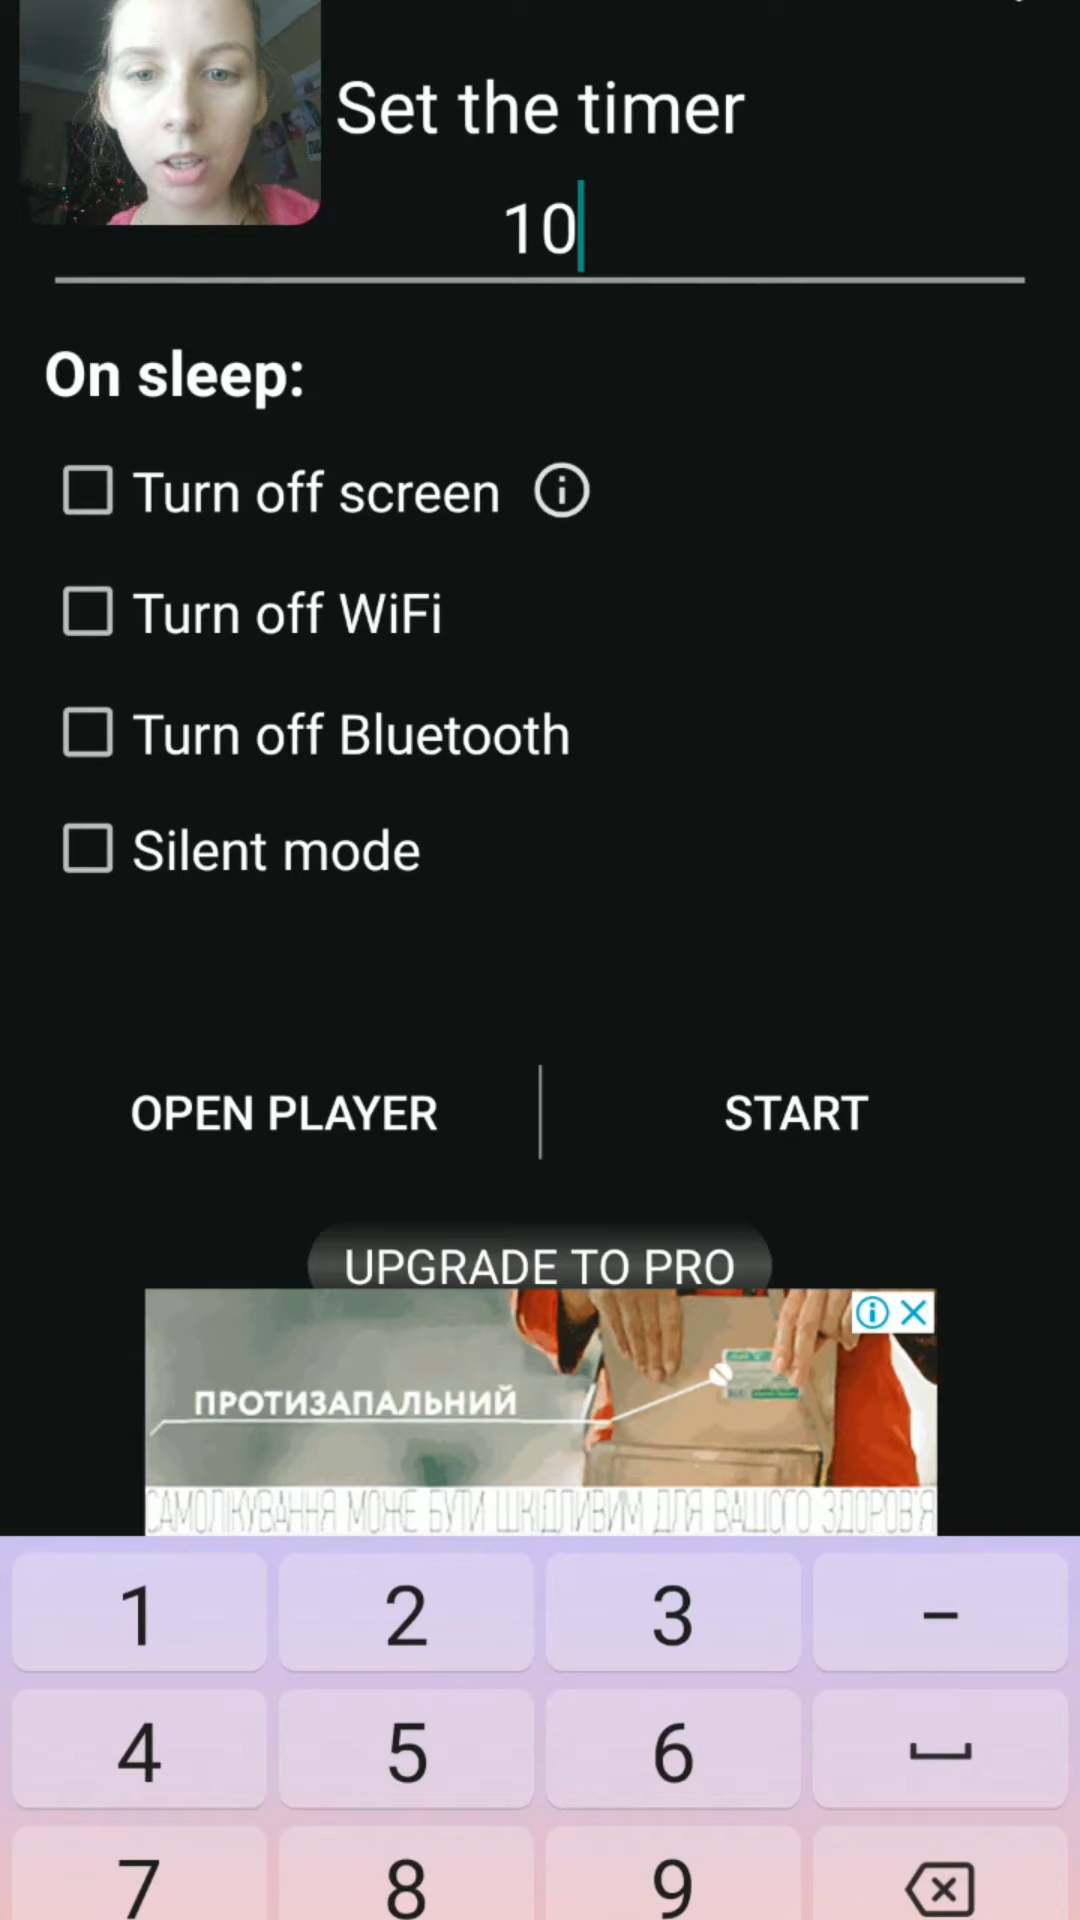 Set the timer
10
On sleep:
Turn off screen
Turn off WiFi
Turn off Bluetooth
Silent mode
OPEN PLAYER
START
UPGRADE TO PRO
ПРОТИЗАПАЛЬНИЙ
САМОЛІКУВАННЯ МОЖЕ БУТИ ШКІДЛИВИМ ДЛЯ ВАШОГО ЗДОРОВ'Я
1 2 3 –
4 5 6
7 8 9